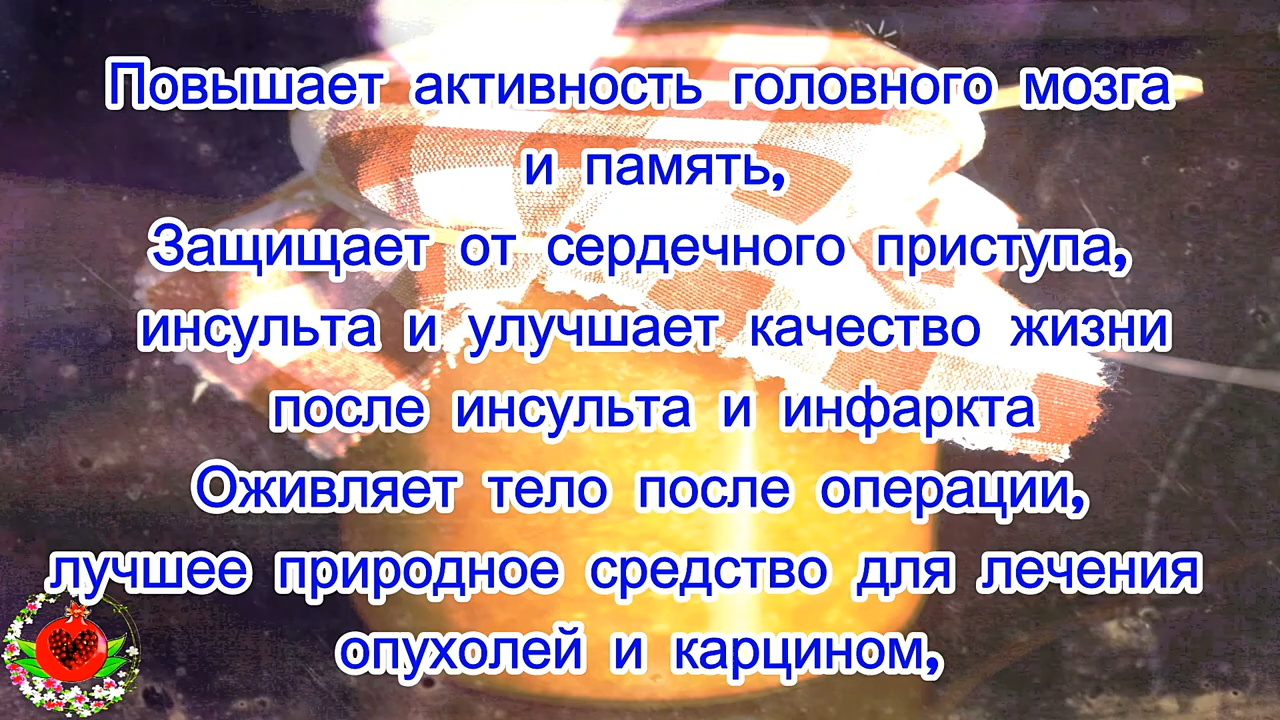 Повышает активность головного мозга
и память,
Защищает от сердечного приступа,
инсульта и улучшает качество жизни
после инсульта и инфаркта
Оживляет тело после операции,
лучшее природное средство для лечения
опухолей и карцином,